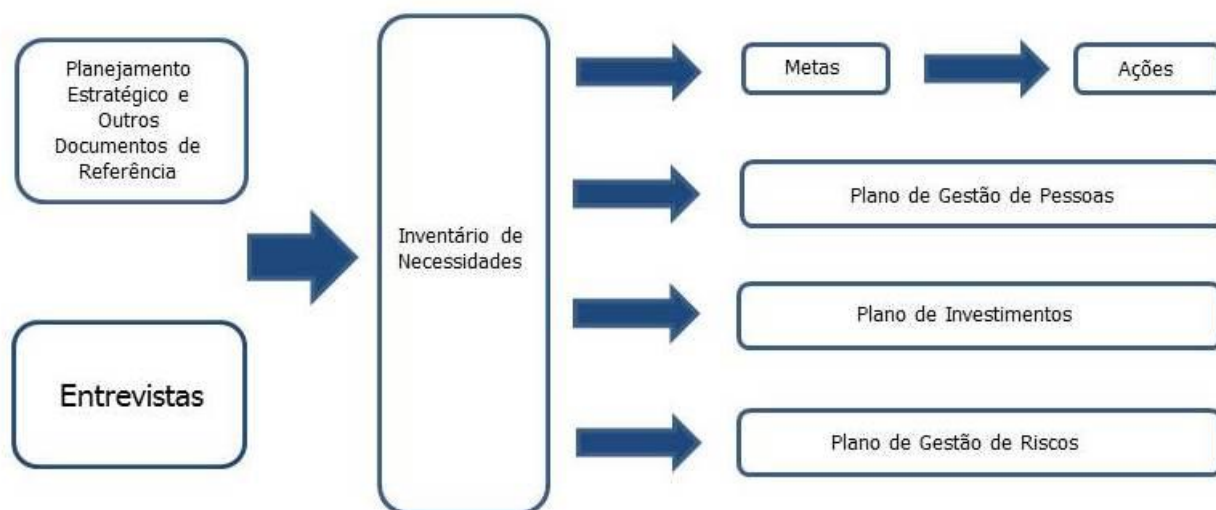 Planejamento
Estratégico e
Outros
Documentos de
Referência
Entrevistas
Inventário de
Necessidades
Metas
Ações
Plano de Gestão de Pessoas
Plano de Investimentos
Plano de Gestão de Riscos